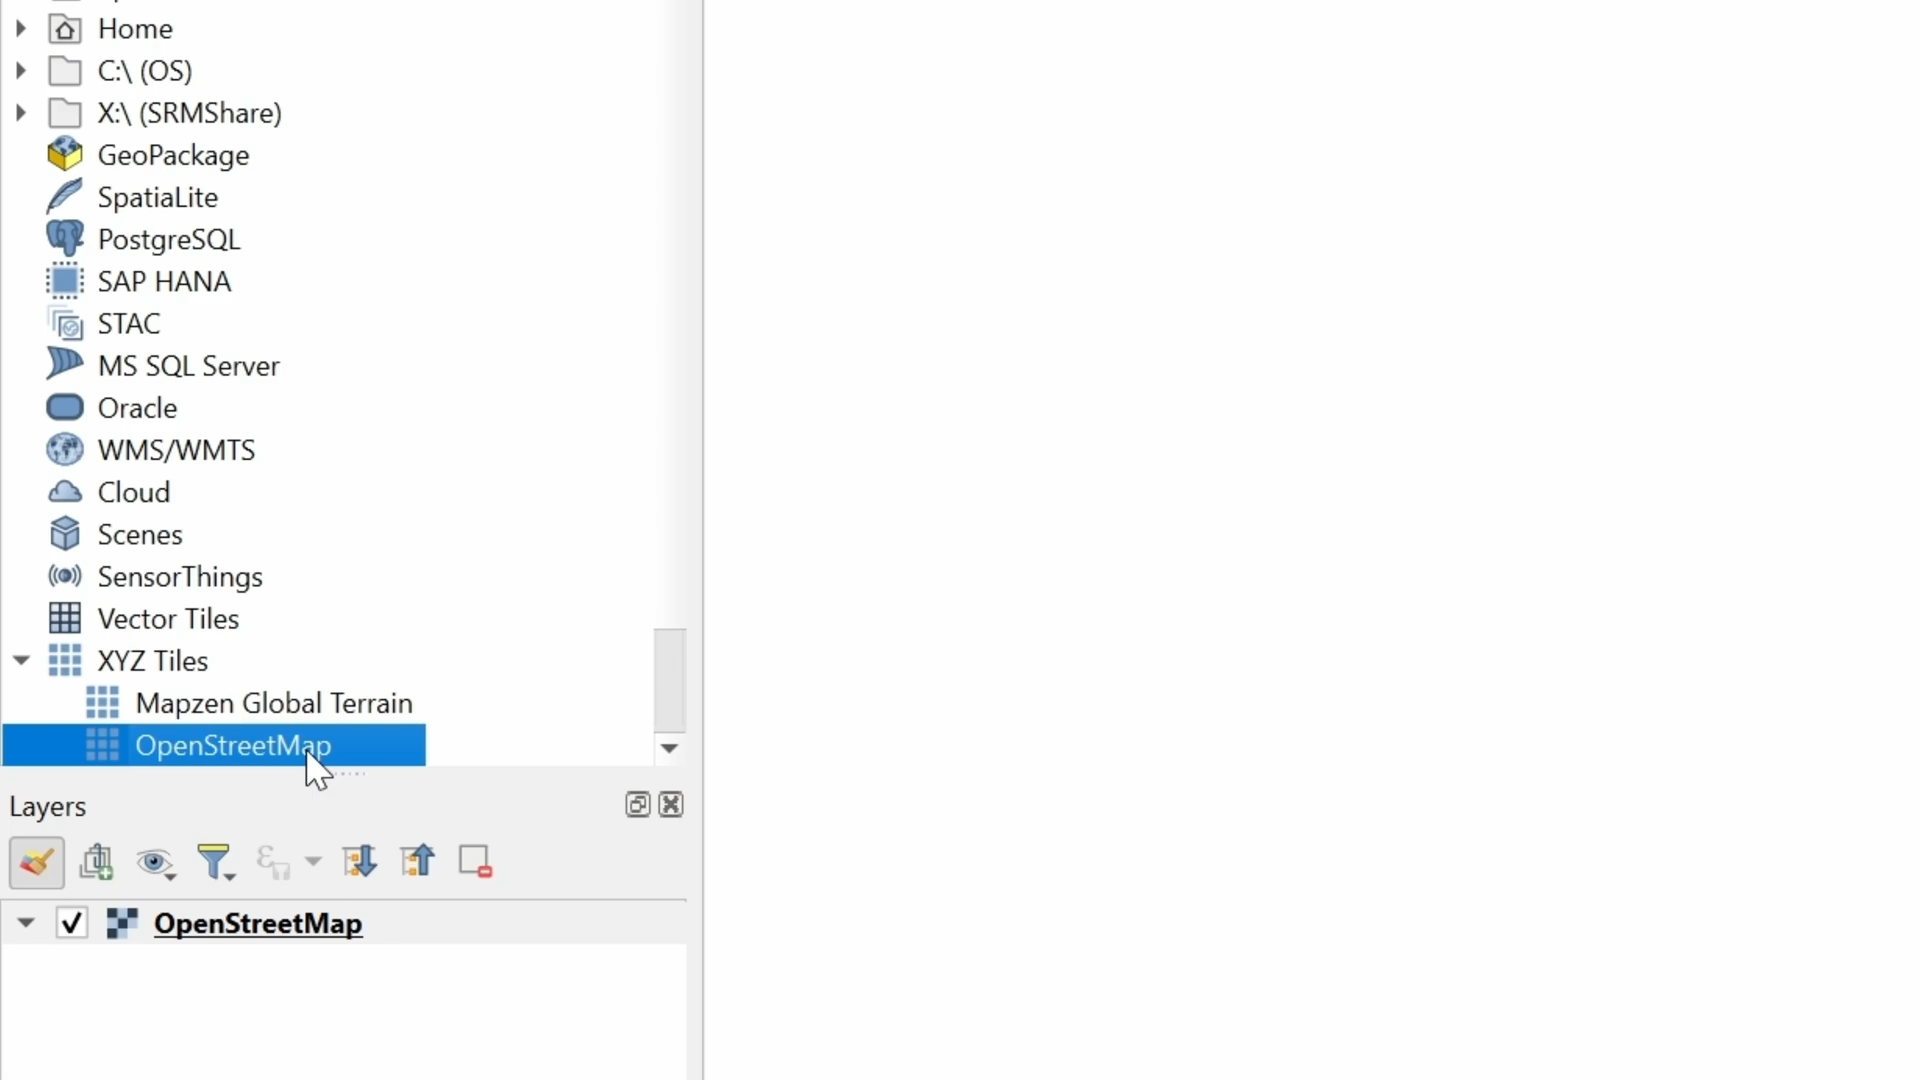 Home
C:\ (OS)
X:\ (SRMShare)
GeoPackage
SpatiaLite
PostgreSQL
SAP HANA
STAC
MS SQL Server
Oracle
WMS/WMTS
Cloud
Scenes
SensorThings
Vector Tiles
XYZ Tiles
Mapzen Global Terrain
OpenStreetMap
Layers
OpenStreetMap